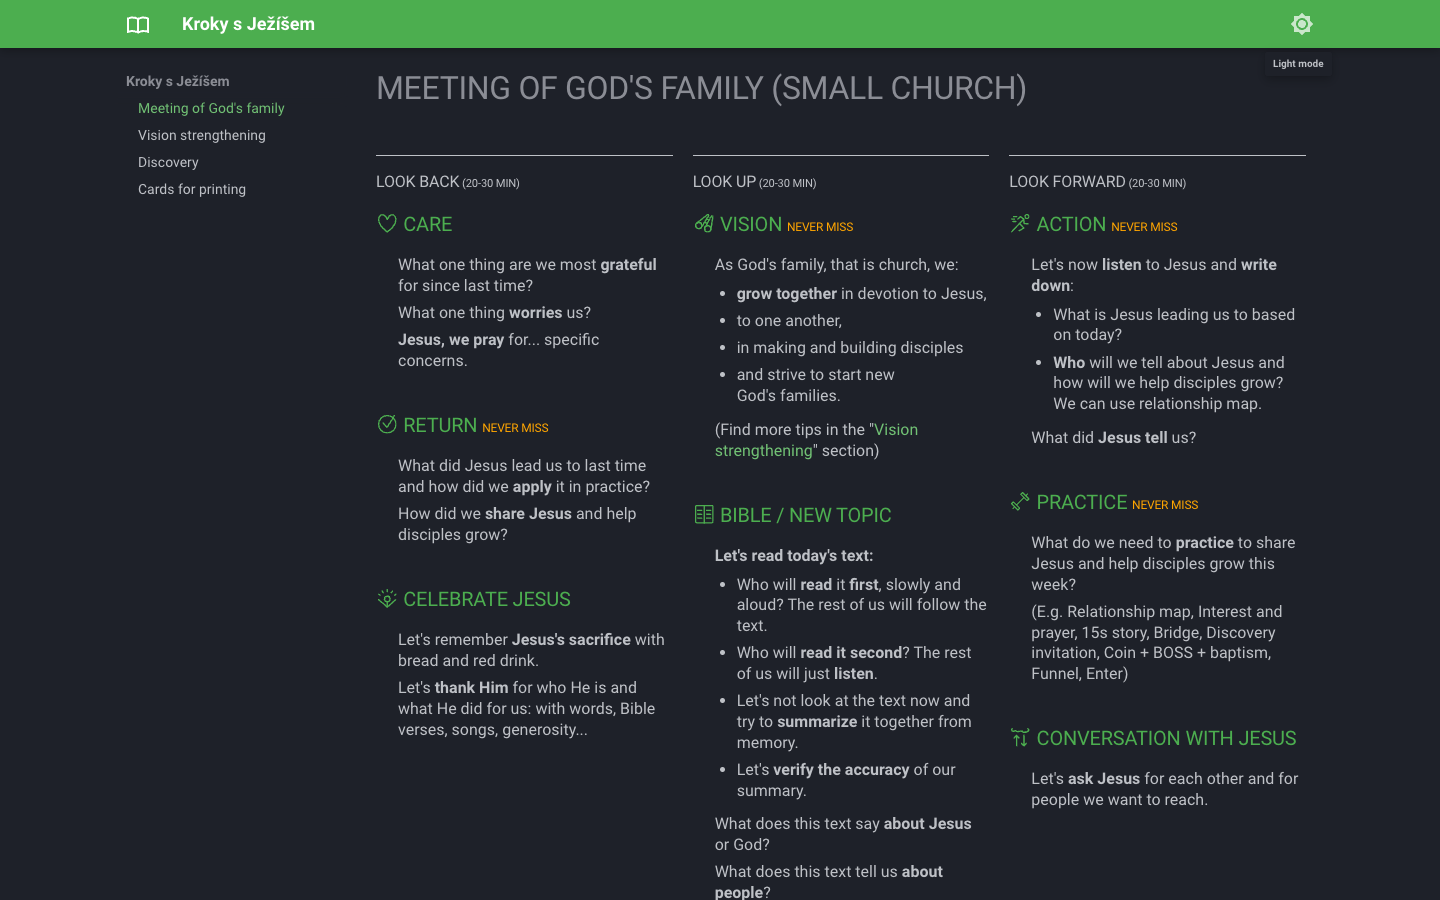 Kroky s Ježíšem
Light mode
Kroky s Ježíšem
Meeting of God's family
Vision strengthening
Discovery
Cards for printing
MEETING OF GOD'S FAMILY (SMALL CHURCH)
LOOK BACK (20-30 MIN)
CARE
What one thing are we most grateful
for since last time?
What one thing worries us?
Jesus, we pray for... specific
concerns.
RETURN NEVER MISS
What did Jesus lead us to last time
and how did we apply it in practice?
How did we share Jesus and help
disciples grow?
CELEBRATE JESUS
Let's remember Jesus's sacrifice with
bread and red drink.
Let's thank Him for who He is and
what He did for us: with words, Bible
verses, songs, generosity...
LOOK UP (20-30 MIN)
VISION NEVER MISS
As God's family, that is church, we:
• grow together in devotion to Jesus,
• to one another,
• in making and building disciples
• and strive to start new
God's families.
(Find more tips in the "Vision
strengthening" section)
BIBLE / NEW TOPIC
Let's read today's text:
• Who will read it first, slowly and
aloud? The rest of us will follow the
text.
• Who will read it second? The rest
of us will just listen.
• Let's not look at the text now and
try to summarize it together from
memory.
• Let's verify the accuracy of our
summary.
What does this text say about Jesus
or God?
What does this text tell us about
people?
LOOK FORWARD (20-30 MIN)
ACTION NEVER MISS
Let's now listen to Jesus and write
down:
• What is Jesus leading us to based
on today?
• Who will we tell about Jesus and
how will we help disciples grow?
We can use relationship map.
What did Jesus tell us?
PRACTICE NEVER MISS
What do we need to practice to share
Jesus and help disciples grow this
week?
(E.g. Relationship map, Interest and
prayer, 15s story, Bridge, Discovery
invitation, Coin + BOSS + baptism,
Funnel, Enter)
CONVERSATION WITH JESUS
Let's ask Jesus for each other and for
people we want to reach.